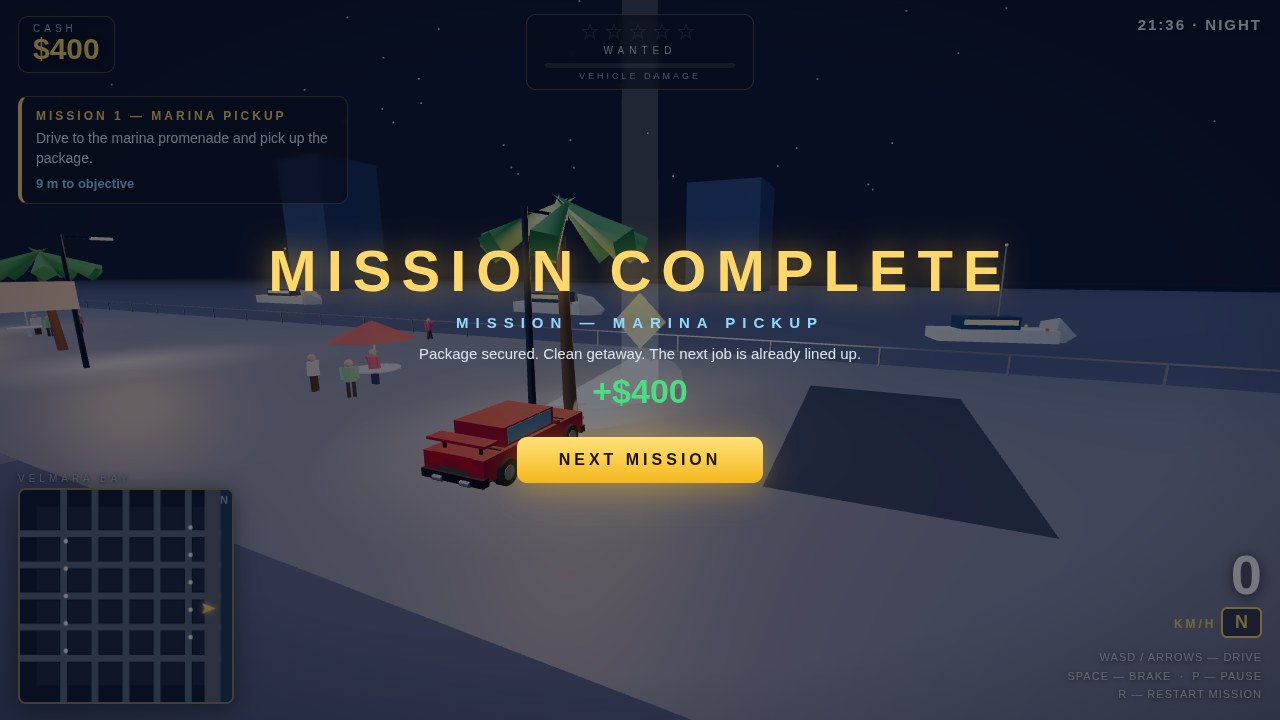 CASH
$400
☆☆☆☆☆
WANTED
VEHICLE DAMAGE
21:36 · NIGHT
MISSION 1 — MARINA PICKUP
Drive to the marina promenade and pick up the
package.
9 m to objective
MISSION COMPLETE
MISSION — MARINA PICKUP
Package secured. Clean getaway. The next job is already lined up.
+$400
NEXT MISSION
VELMARA BAY
N
0
KM/H N
WASD / ARROWS — DRIVE
SPACE — BRAKE · P — PAUSE
R — RESTART MISSION